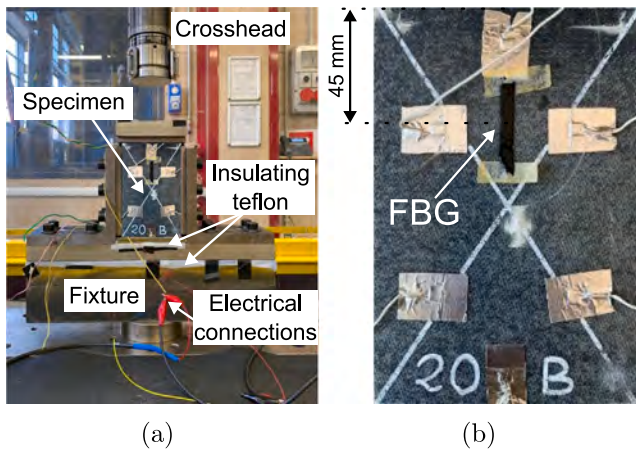 Crosshead
Specimen
Insulating
teflon
20 B
Fixture
Electrical
connections
(a)
45 mm
FBG
20 B
(b)